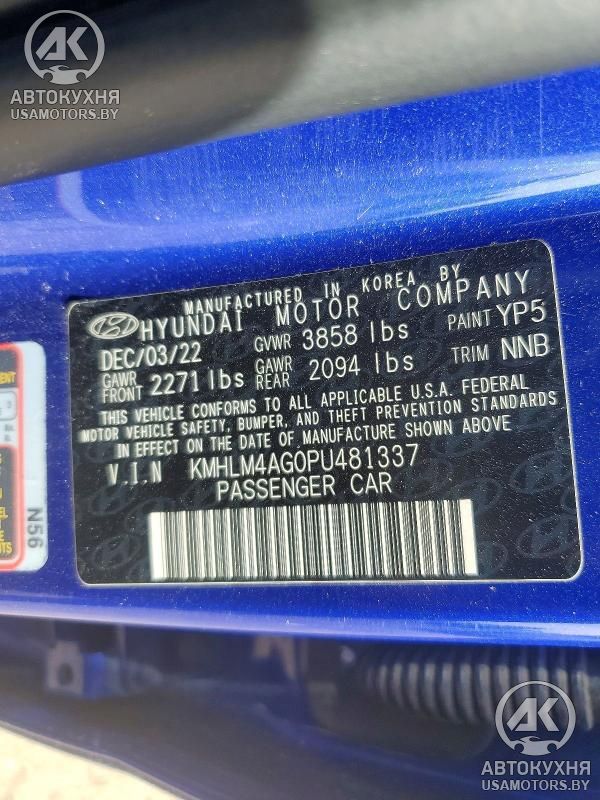 АК
АВТОКУХНЯ
USAMOTORS.BY
MANUFACTURED IN KOREA BY
HYUNDAI MOTOR COMPANY
DEC/03/22 GVWR 3858 lbs PAINT YP5
GAWR FRONT 2271 lbs GAWR REAR 2094 lbs TRIM NNB
THIS VEHICLE CONFORMS TO ALL APPLICABLE U.S.A. FEDERAL
MOTOR VEHICLE SAFETY, BUMPER, AND THEFT PREVENTION STANDARDS
IN EFFECT ON THE DATE OF MANUFACTURE SHOWN ABOVE
V.I.N KMHLM4AG0PU481337
PASSENGER CAR
N56
АК
АВТОКУХНЯ
USAMOTORS.BY